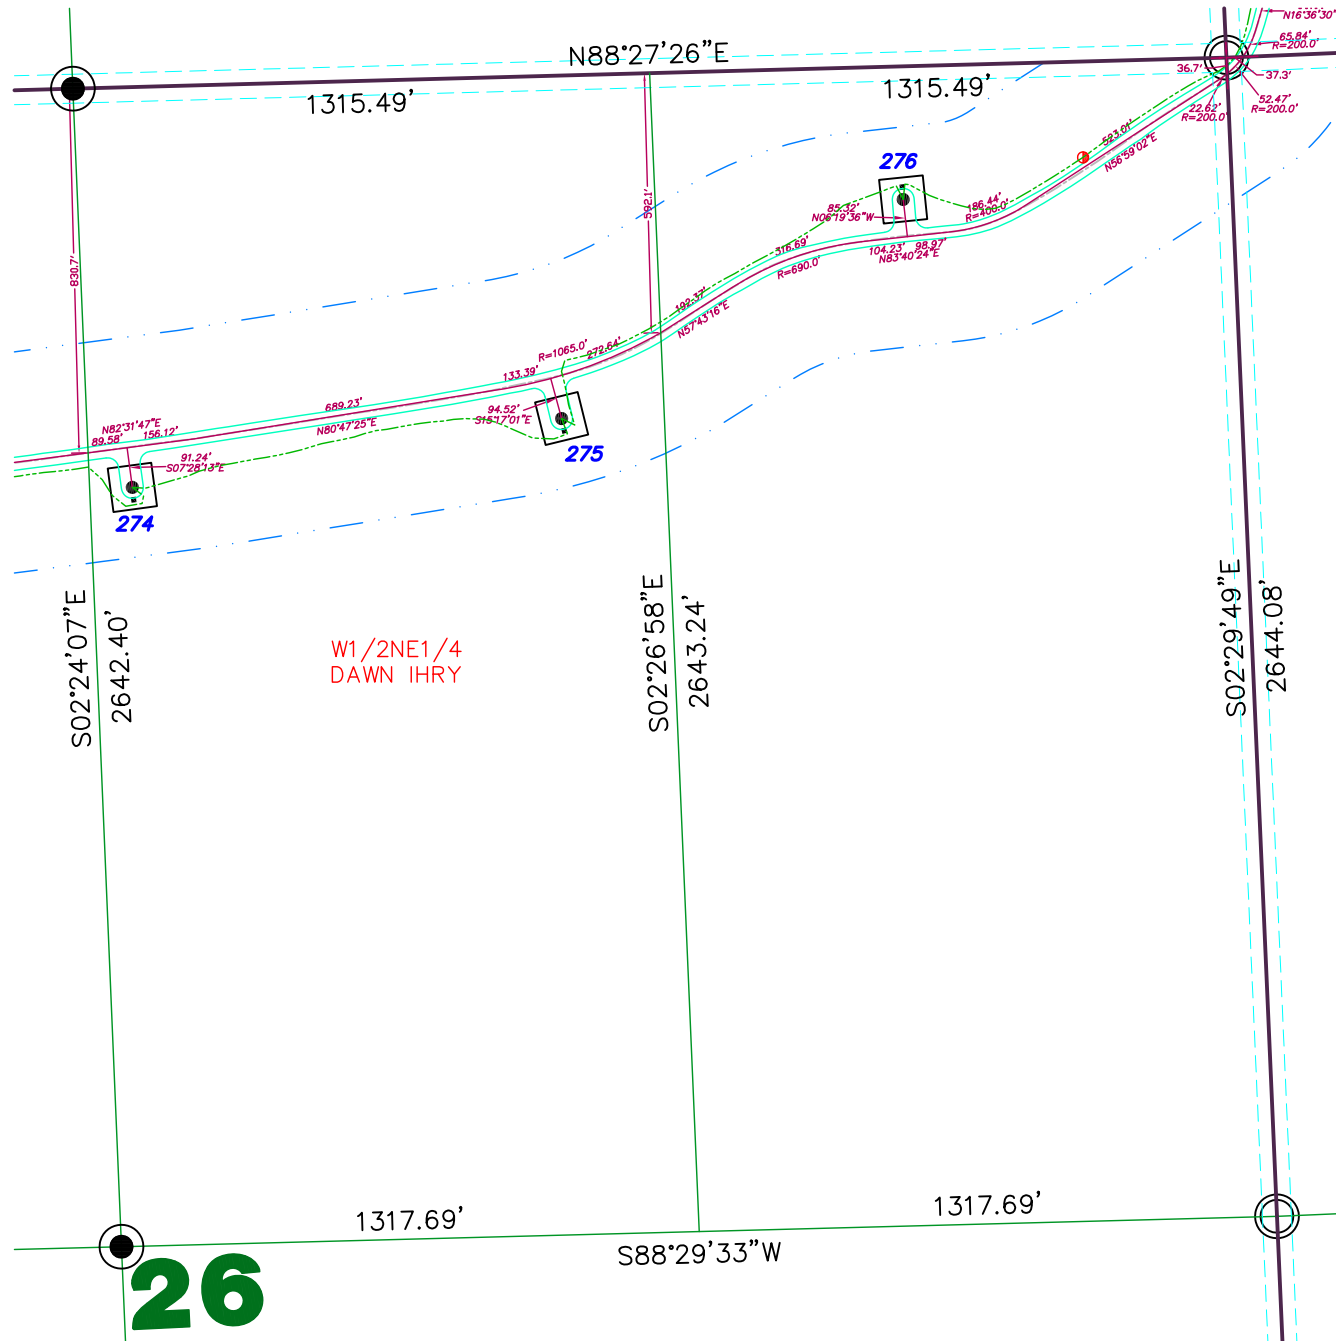 N16°36'30"
65.84'
R=200.0'
N88°27'26"E
1315.49'
1315.49'
36.7'
37.3'
52.47'
R=200.0'
22.62'
R=200.0'
523.01'
N56°59'02"E
276
85.32'
N06°19'36"W
186.44'
R=400.0'
592.1'
830.7'
316.69'
R=690.0'
104.23' 98.97'
N83°40'24"E
192.37'
N57°43'16"E
R=1065.0'
272.64'
133.39'
689.23'
N80°47'25"E
94.52'
S15°17'01"E
N82°31'47"E
89.58' 156.12'
91.24'
S07°28'13"E
275
274
S02°24'07"E
2642.40'
W1/2NE1/4
DAWN IHRY
S02°26'58"E
2643.24'
S02°29'49"E
2644.08'
1317.69'
1317.69'
S88°29'33"W
26